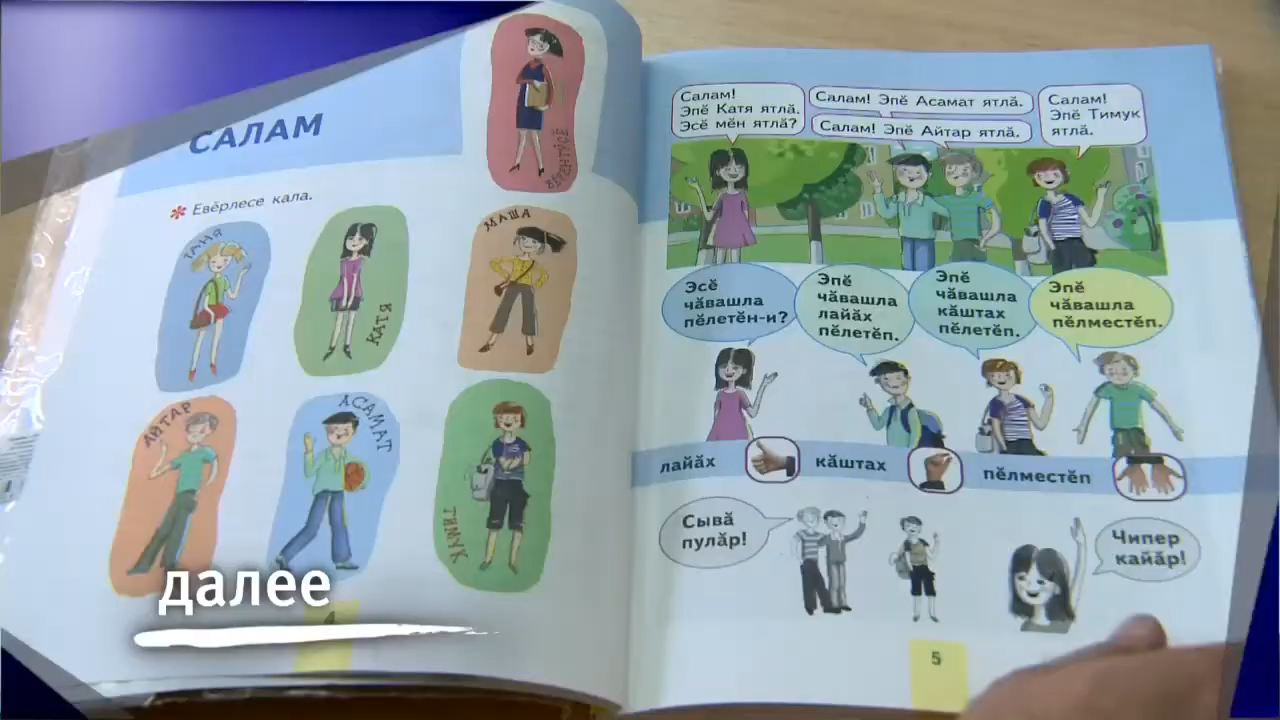 САЛАМ
Евĕрлесе кала.
ТАНЯ
КАТЯ
МАША
АЙТАР
АСАМАТ
ТИМУК
далее
4
Салам!
Эпĕ Катя ятлă.
Эсĕ мĕн ятлă?
Салам! Эпĕ Асамат ятлă.
Салам! Эпĕ Айтар ятлă.
Салам!
Эпĕ Тимук
ятлă.
Эсĕ
чăвашла
пĕлетĕн-и?
Эпĕ
чăвашла
лайăх
пĕлетĕп.
Эпĕ
чăвашла
кăштах
пĕлетĕп.
Эпĕ
чăвашла
пĕлместĕп.
лайăх
кăштах
пĕлместĕп
Сывă
пулăр!
Чипер
кайăр!
5